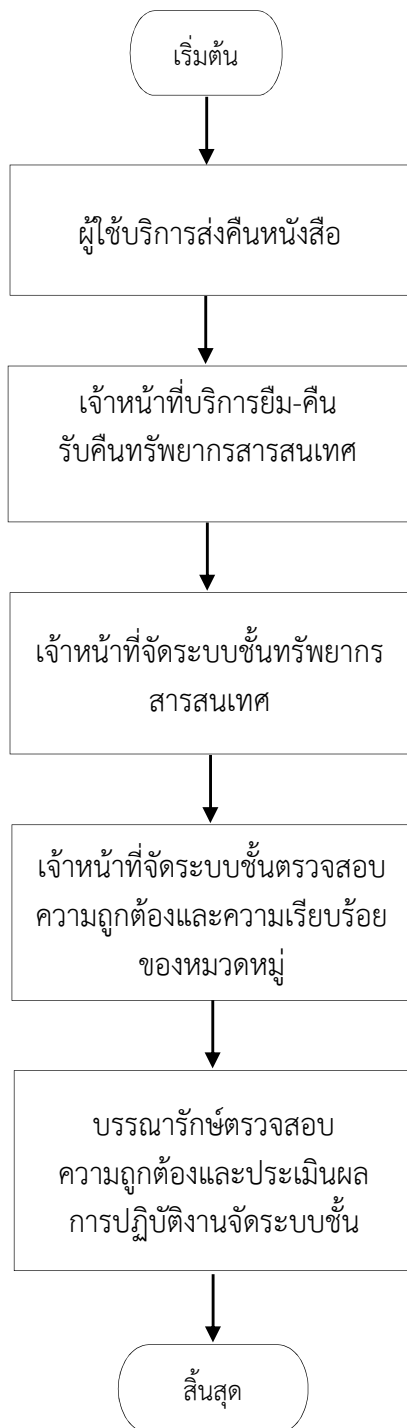 เริ่มต้น
ผู้ใช้บริการส่งคืนหนังสือ
เจ้าหน้าที่บริการยืม-คืน
รับคืนทรัพยากรสารสนเทศ
เจ้าหน้าที่จัดระบบชั้นทรัพยากร
สารสนเทศ
เจ้าหน้าที่จัดระบบชั้นตรวจสอบ
ความถูกต้องและความเรียบร้อย
ของหมวดหมู่
บรรณารักษ์ตรวจสอบ
ความถูกต้องและประเมินผล
การปฏิบัติงานจัดระบบชั้น
สิ้นสุด